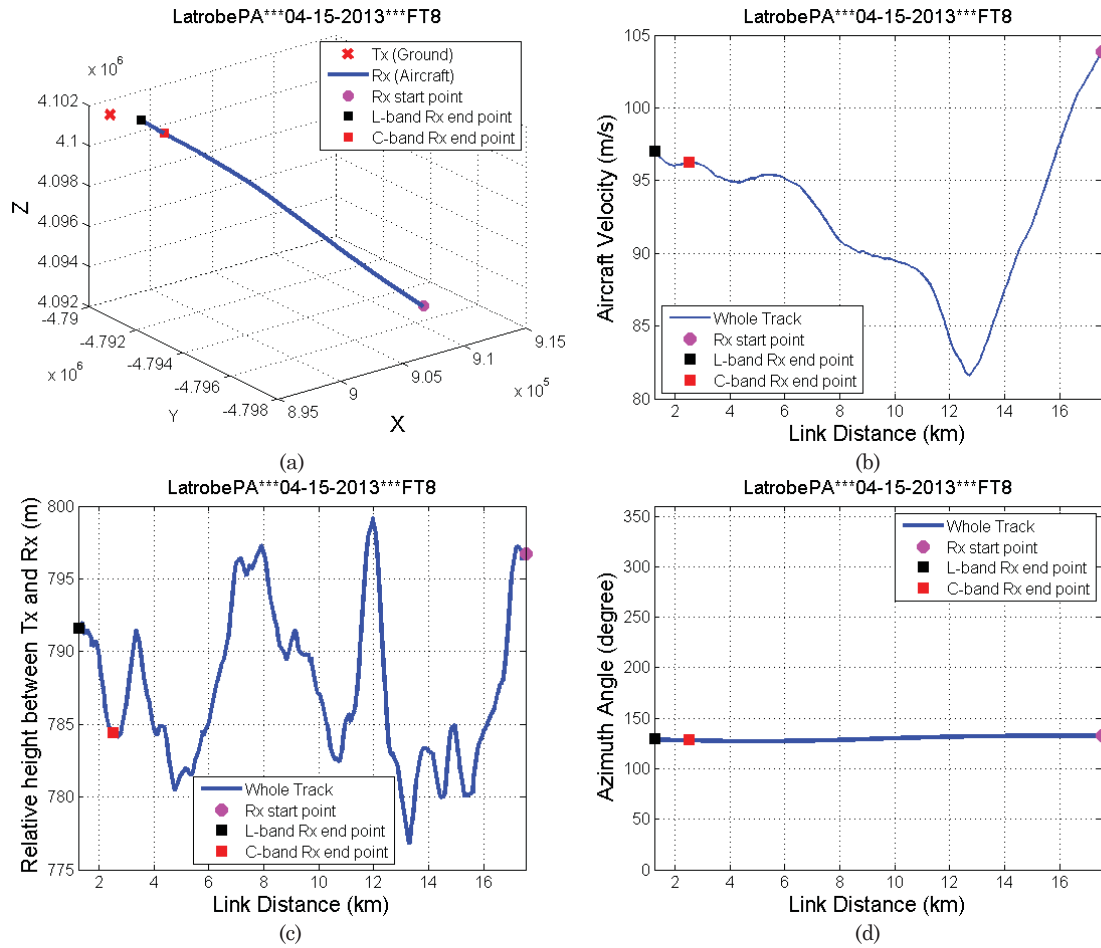 LatrobePA***04-15-2013***FT8
Tx (Ground)
Rx (Aircraft)
Rx start point
L-band Rx end point
C-band Rx end point
x 10^6
4.102
4.1
4.098
4.096
4.094
4.092
Z
-4.79
-4.792
-4.794
-4.796
-4.798
x 10^6
Y
8.95
9
9.05
9.1
9.15
x 10^5
X
(a)
LatrobePA***04-15-2013***FT8
105
100
95
90
85
80
Aircraft Velocity (m/s)
Whole Track
Rx start point
L-band Rx end point
C-band Rx end point
2 4 6 8 10 12 14 16
Link Distance (km)
(b)
LatrobePA***04-15-2013***FT8
800
795
790
785
780
775
Relative height between Tx and Rx (m)
Whole Track
Rx start point
L-band Rx end point
C-band Rx end point
2 4 6 8 10 12 14 16
Link Distance (km)
(c)
LatrobePA***04-15-2013***FT8
350
300
250
200
150
100
50
0
Azimuth Angle (degree)
Whole Track
Rx start point
L-band Rx end point
C-band Rx end point
2 4 6 8 10 12 14 16
Link Distance (km)
(d)